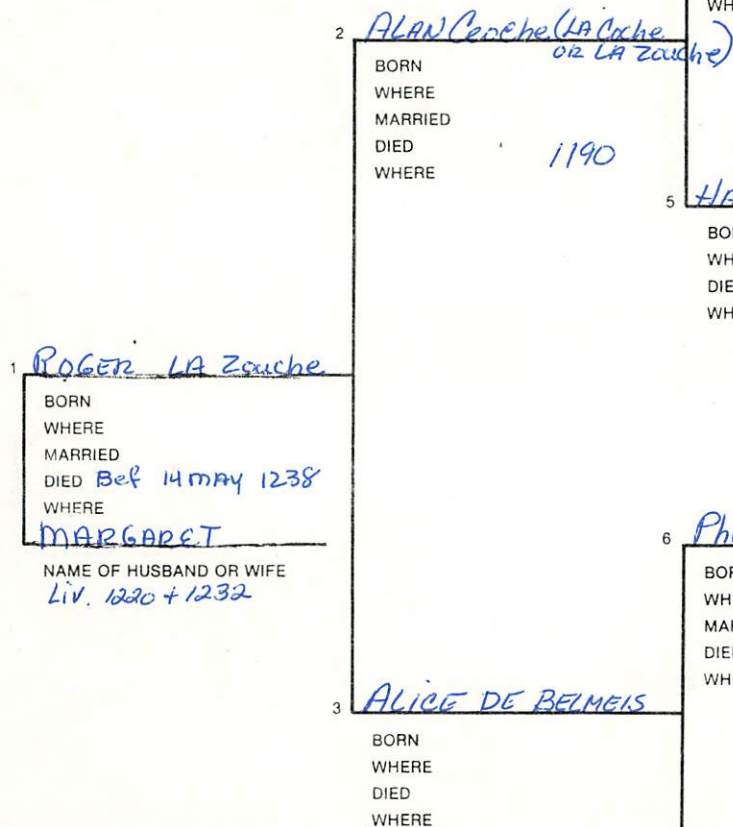 WH
2 ALAN Ceoche (LA Coche
OR LA Zouche)
BORN
WHERE
MARRIED
DIED 1190
WHERE
5 HA
BO
WH
DIE
WH
1 ROGER LA Zouche
BORN
WHERE
MARRIED
DIED Bef 14 MAY 1238
WHERE
MARGARET
NAME OF HUSBAND OR WIFE
Liv. 1220 + 1232
6 Ph
BOR
WH
MAR
DIE
WH
3 ALICE DE BELMEIS
BORN
WHERE
DIED
WHERE